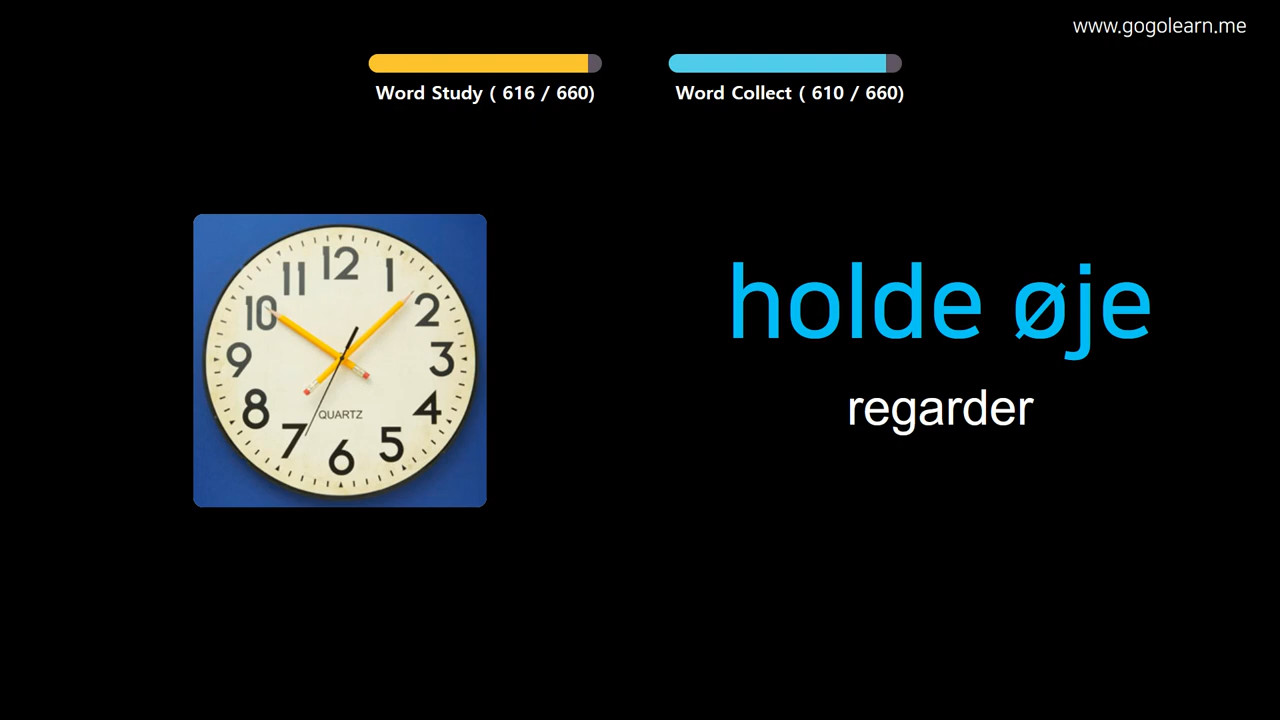 www.gogolearn.me
Word Study ( 616 / 660)
Word Collect ( 610 / 660)
12
11
1
10
2
9
3
8
4
QUARTZ
7
5
6
holde øje
regarder